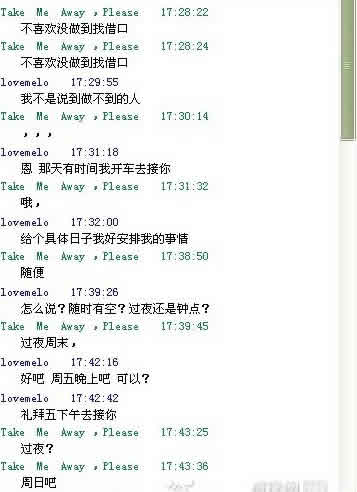 Take Me Away ,Please 17:28:22
不喜欢没做到找借口
Take Me Away ,Please 17:28:24
不喜欢没做到找借口
lovemelo 17:29:55
我不是说到做不到的人
Take Me Away ,Please 17:30:14
，，，
lovemelo 17:31:18
恩 那天有时间我开车去接你
Take Me Away ,Please 17:31:32
哦，
lovemelo 17:32:00
给个具体日子我好安排我的事情
Take Me Away ,Please 17:38:50
随便
lovemelo 17:39:26
怎么说？随时有空？过夜还是钟点？
Take Me Away ,Please 17:39:45
过夜周末，
lovemelo 17:42:16
好吧 周五晚上吧 可以？
lovemelo 17:42:42
礼拜五下午去接你
Take Me Away ,Please 17:43:25
过夜？
Take Me Away ,Please 17:43:36
周日吧